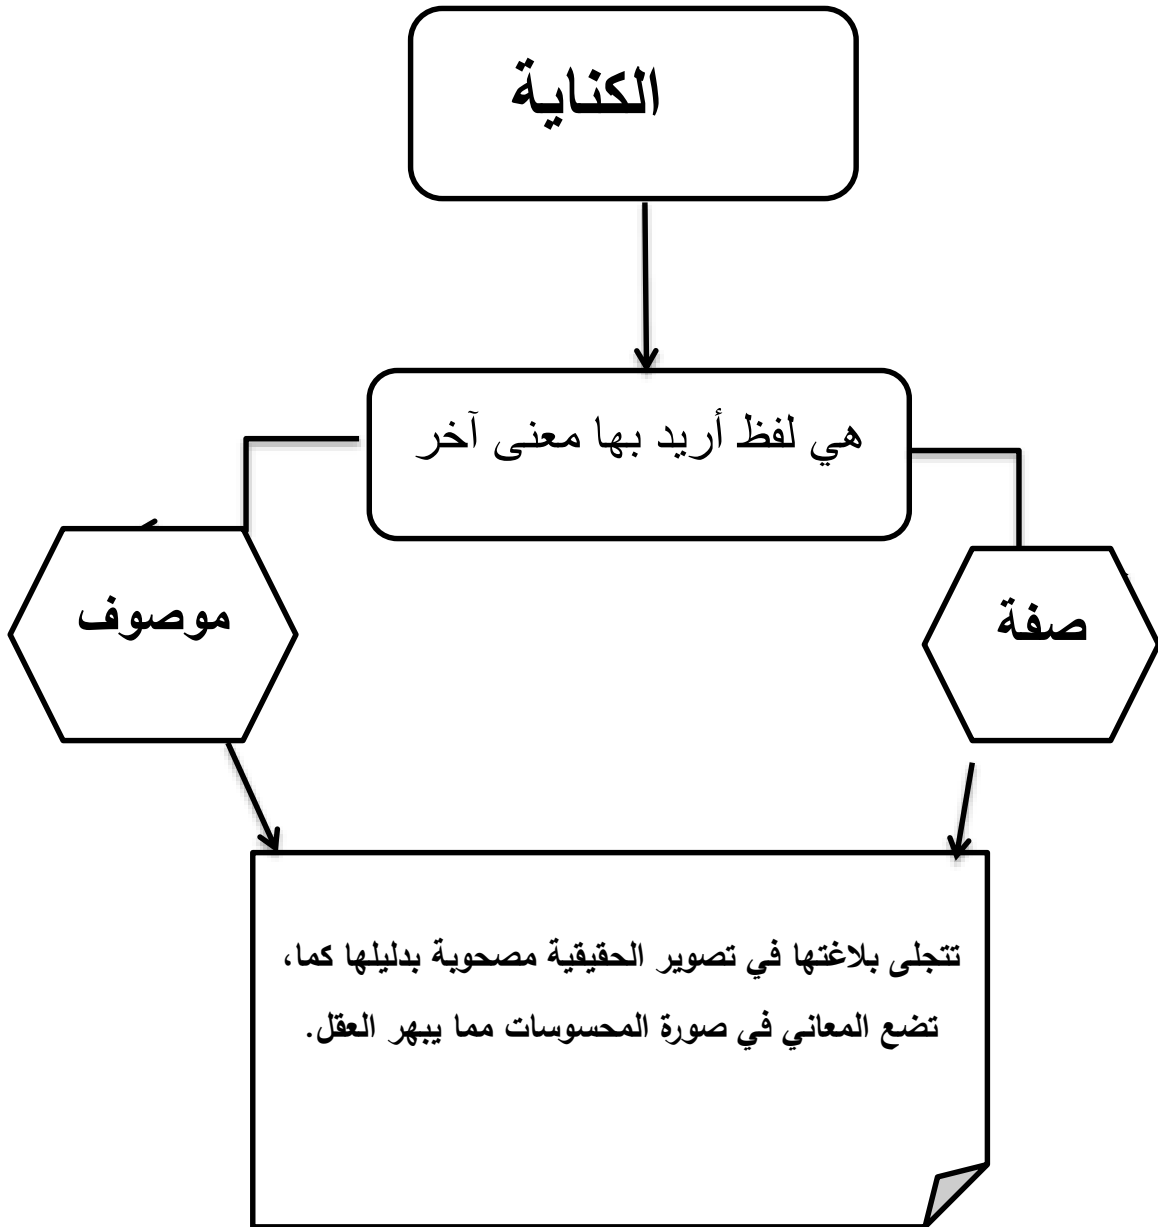 الكناية
هي لفظ أريد بها معنى آخر
صفة
موصوف
تتجلى بلاغتها في تصوير الحقيقية مصحوبة بدليلها كما،
تضع المعاني في صورة المحسوسات مما يبهر العقل.